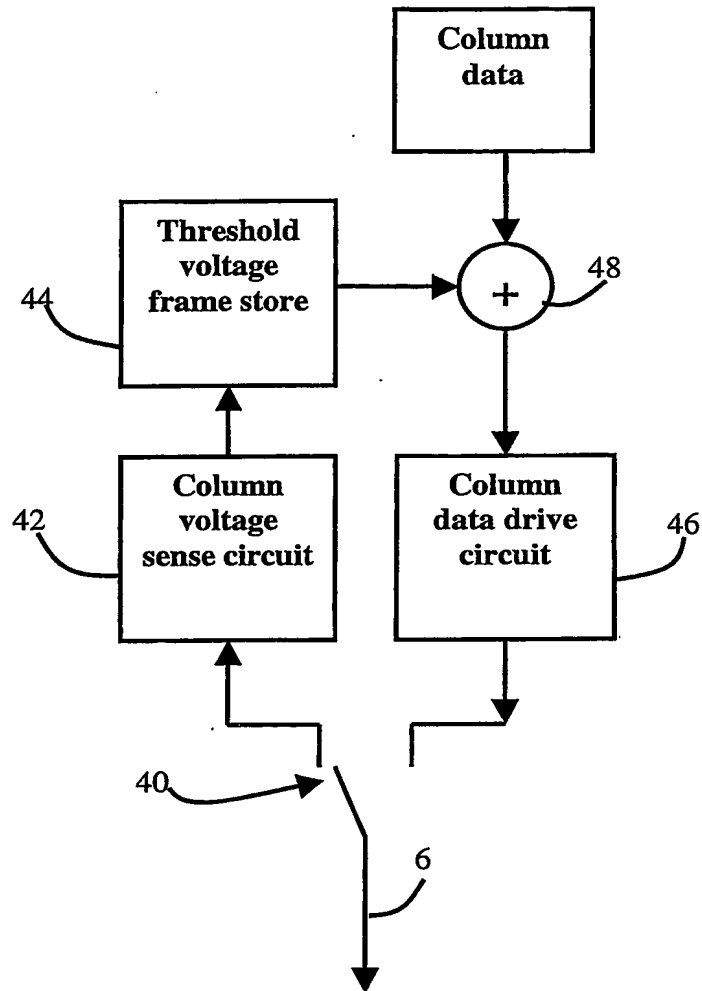 Column
data
Threshold
voltage
frame store
+
48
44
Column
voltage
sense circuit
Column
data drive
circuit
42
46
40
6